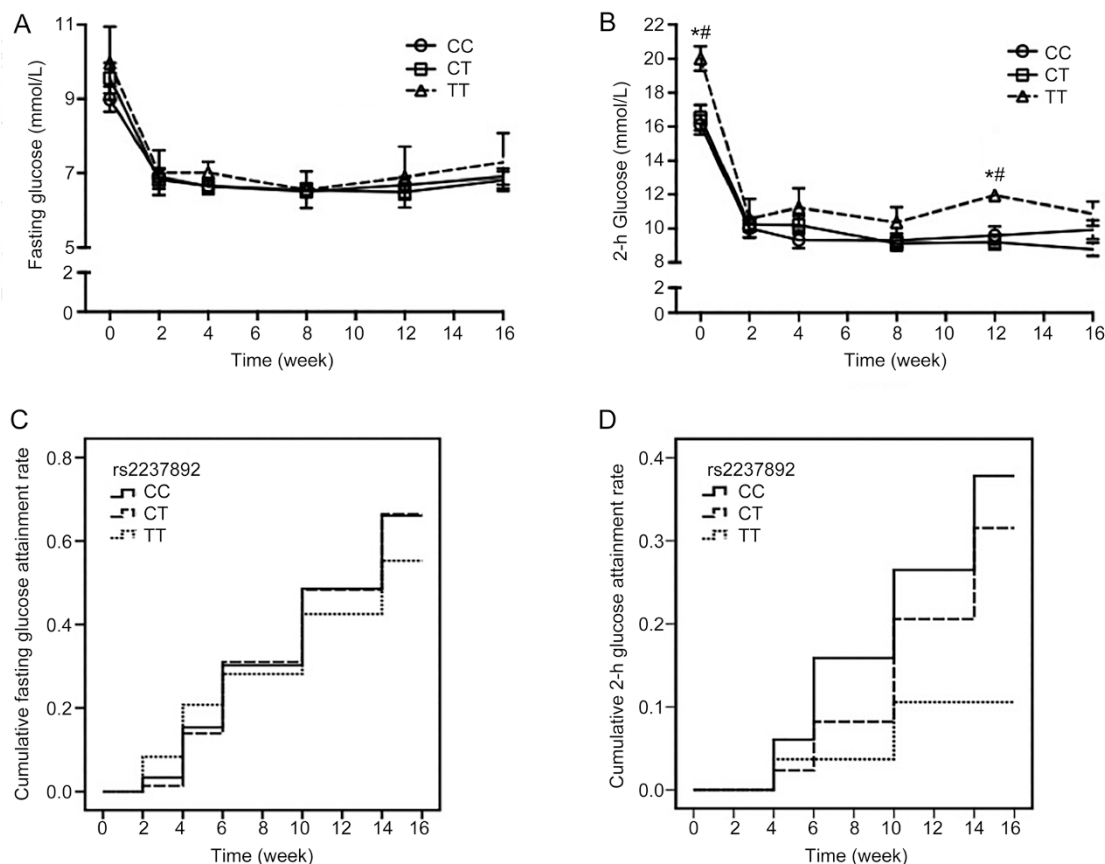 A
Fasting glucose (mmol/L)
11
9
7
5
2
0
CC
CT
TT
0 2 4 6 8 10 12 14 16
Time (week)
B
2-h Glucose (mmol/L)
22
20
18
16
14
12
10
8
2
0
*#
*#
CC
CT
TT
0 2 4 6 8 10 12 14 16
Time (week)
C
Cumulative fasting glucose attainment rate
0.8
0.6
0.4
0.2
0.0
rs2237892
CC
CT
TT
0 2 4 6 8 10 12 14 16
Time (week)
D
Cumulative 2-h glucose attainment rate
0.4
0.3
0.2
0.1
0.0
rs2237892
CC
CT
TT
0 2 4 6 8 10 12 14 16
Time (week)